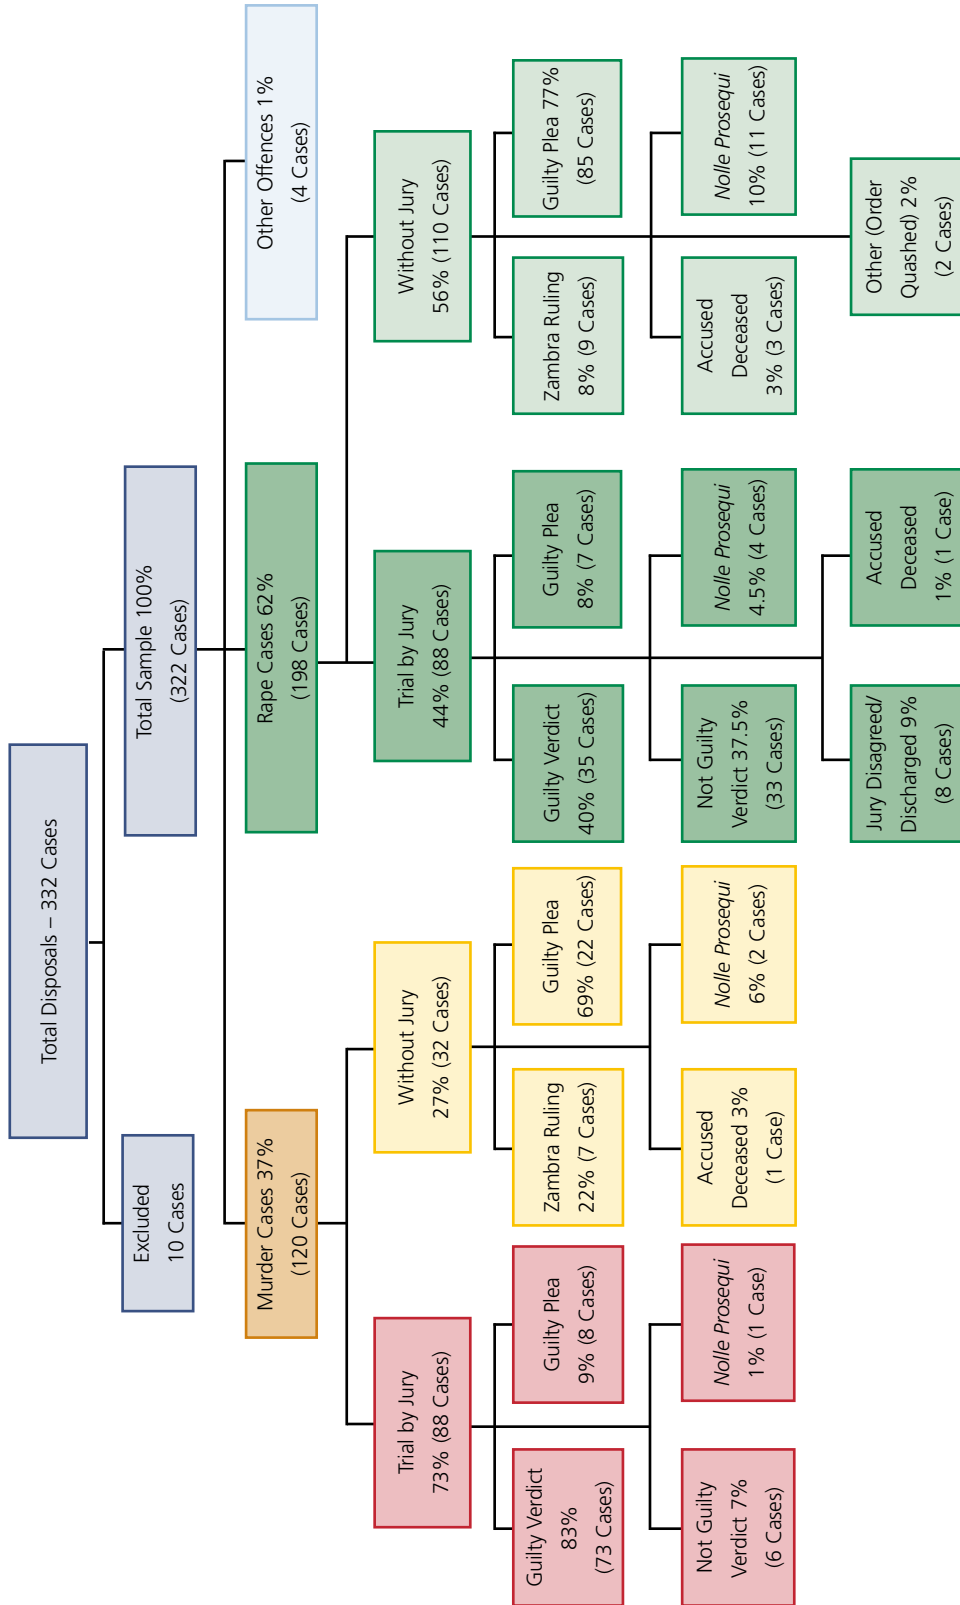 Total Disposals – 332 Cases
Excluded
10 Cases
Total Sample 100%
(322 Cases)
Murder Cases 37%
(120 Cases)
Rape Cases 62%
(198 Cases)
Other Offences 1%
(4 Cases)
Trial by Jury
73% (88 Cases)
Without Jury
27% (32 Cases)
Trial by Jury
44% (88 Cases)
Without Jury
56% (110 Cases)
Guilty Verdict
83%
(73 Cases)
Guilty Plea
9% (8 Cases)
Zambra Ruling
22% (7 Cases)
Guilty Plea
69% (22 Cases)
Guilty Verdict
40% (35 Cases)
Guilty Plea
8% (7 Cases)
Zambra Ruling
8% (9 Cases)
Guilty Plea 77%
(85 Cases)
Not Guilty
Verdict 7%
(6 Cases)
Nolle Prosequi
1% (1 Case)
Accused
Deceased 3%
(1 Case)
Nolle Prosequi
6% (2 Cases)
Not Guilty
Verdict 37.5%
(33 Cases)
Nolle Prosequi
4.5% (4 Cases)
Accused
Deceased
3% (3 Cases)
Nolle Prosequi
10% (11 Cases)
Jury Disagreed/
Discharged 9%
(8 Cases)
Accused
Deceased
1% (1 Case)
Other (Order
Quashed) 2%
(2 Cases)